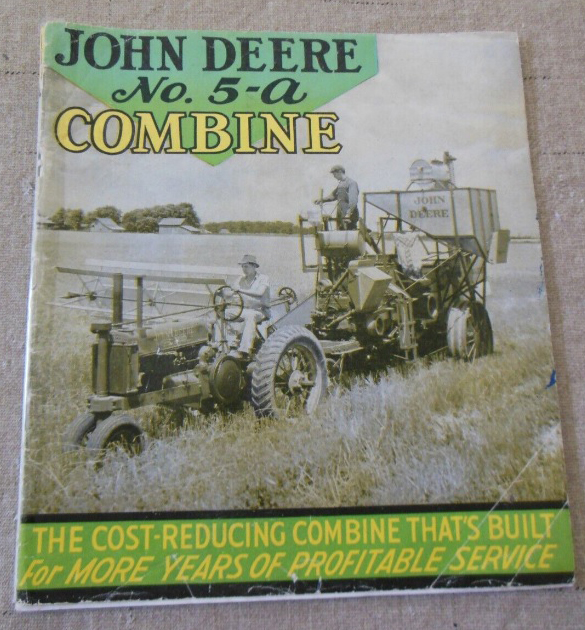 JOHN DEERE
No. 5-A
COMBINE
JOHN
DEERE
THE COST-REDUCING COMBINE THAT'S BUILT
For MORE YEARS OF PROFITABLE SERVICE